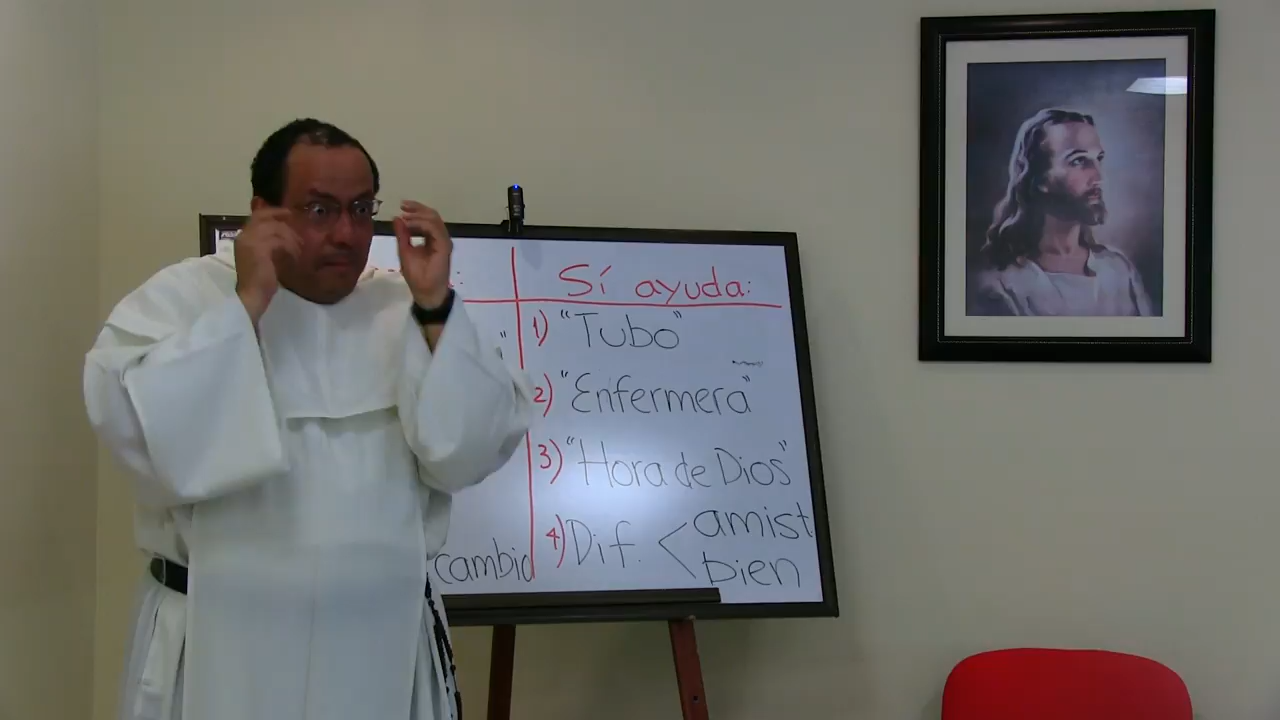 Sí ayuda:
1) "Tubo"
2) "Enfermera"
3) "Hora de Dios"
4) Dif. < amist
bien
cambio